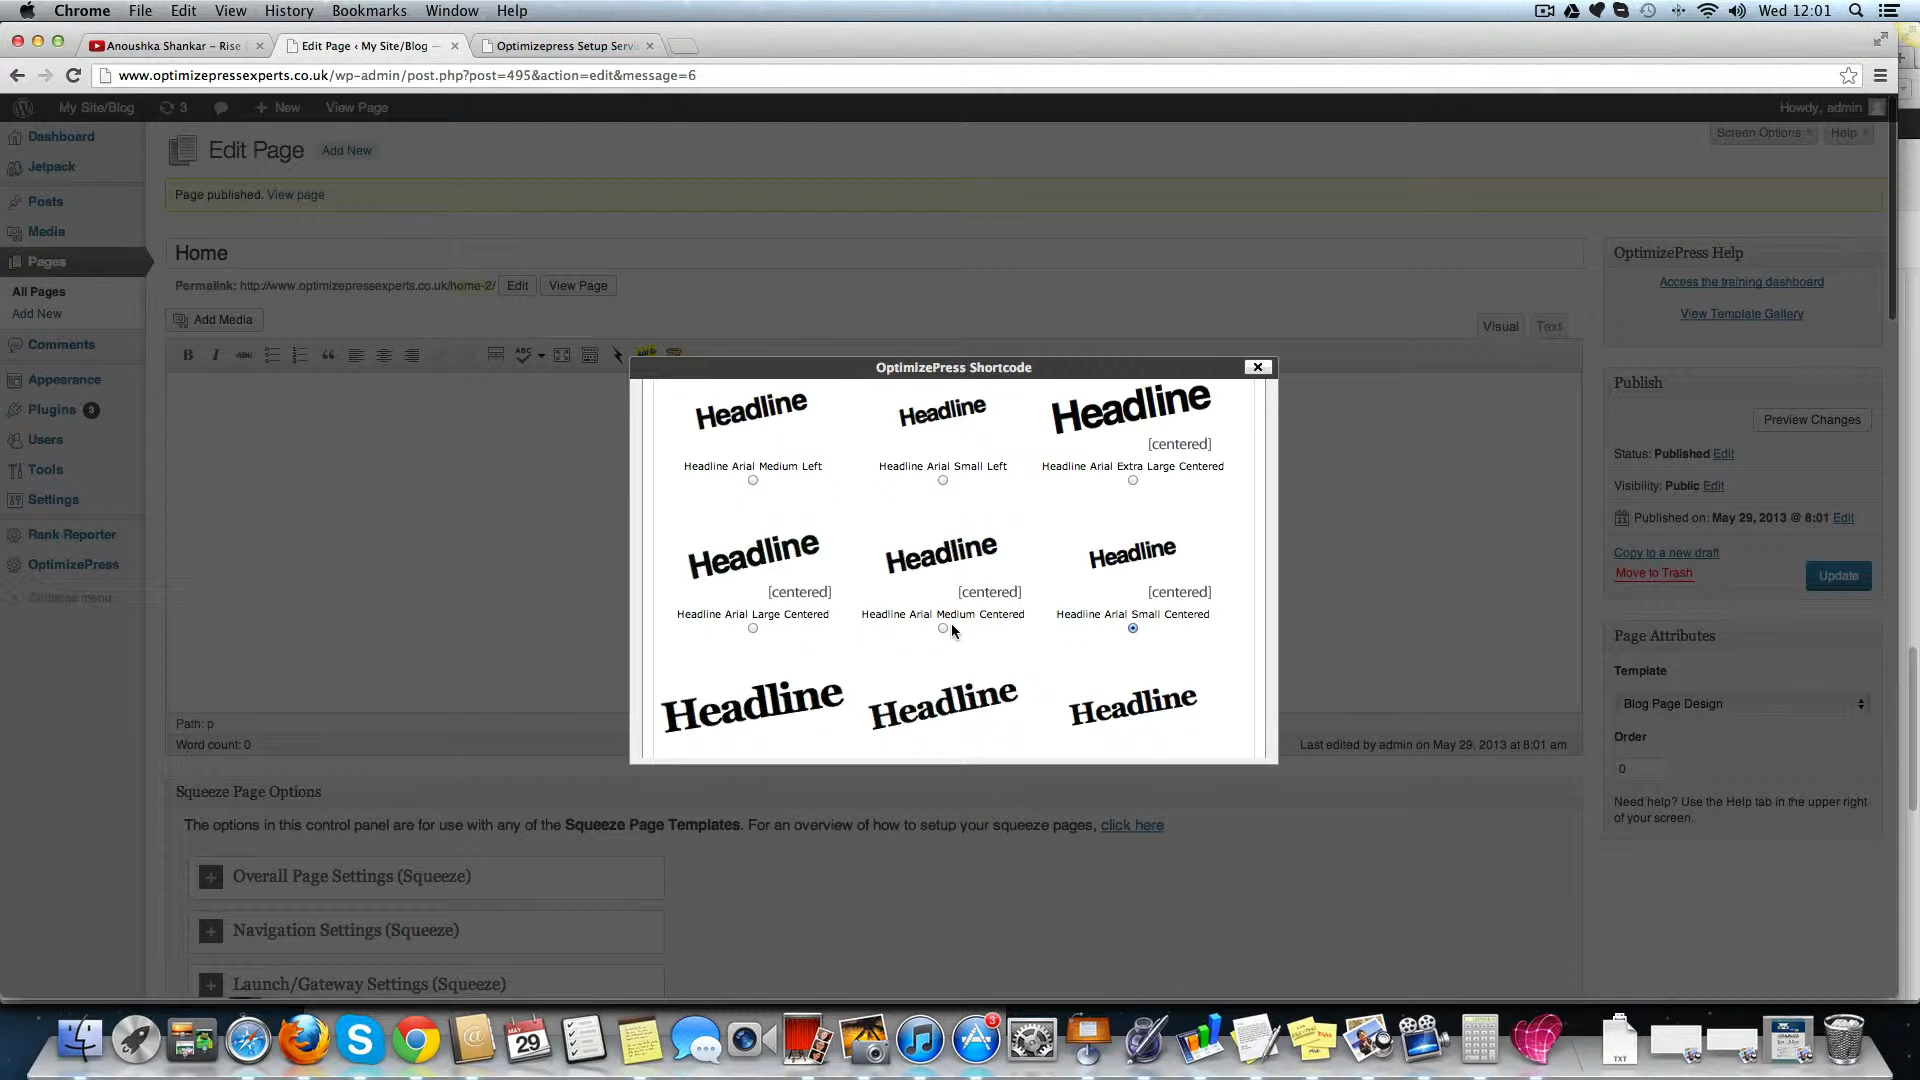 Chrome File Edit View History Bookmarks Window Help Wed 12:01
Anoushka Shankar – Rise
Edit Page ‹ My Site/Blog —
Optimizepress Setup Serv
www.optimizepressexperts.co.uk/wp-admin/post.php?post=495&action=edit&message=6
My Site/Blog 3 New View Page Howdy, admin
Screen Options Help
Dashboard
Jetpack
Posts
Media
Pages
All Pages
Add New
Comments
Appearance
Plugins 3
Users
Tools
Settings
Rank Reporter
OptimizePress
Collapse menu
Edit Page Add New
Page published. View page
Home
Permalink: http://www.optimizepressexperts.co.uk/home-2/ Edit View Page
Add Media
Visual Text
B I ABC ABC
OptimizePress Shortcode
Headline Headline Headline
[centered]
Headline Arial Medium Left Headline Arial Small Left Headline Arial Extra Large Centered
Headline Headline Headline
[centered] [centered] [centered]
Headline Arial Large Centered Headline Arial Medium Centered Headline Arial Small Centered
Headline Headline Headline
Path: p
Word count: 0
Last edited by admin on May 29, 2013 at 8:01 am
Squeeze Page Options
The options in this control panel are for use with any of the Squeeze Page Templates. For an overview of how to setup your squeeze pages, click here
+ Overall Page Settings (Squeeze)
+ Navigation Settings (Squeeze)
+ Launch/Gateway Settings (Squeeze)
OptimizePress Help
Access the training dashboard
View Template Gallery
Publish
Preview Changes
Status: Published Edit
Visibility: Public Edit
Published on: May 29, 2013 @ 8:01 Edit
Copy to a new draft
Move to Trash
Update
Page Attributes
Template
Blog Page Design
Order
0
Need help? Use the Help tab in the upper right
of your screen.
MAY
29
3
TXT